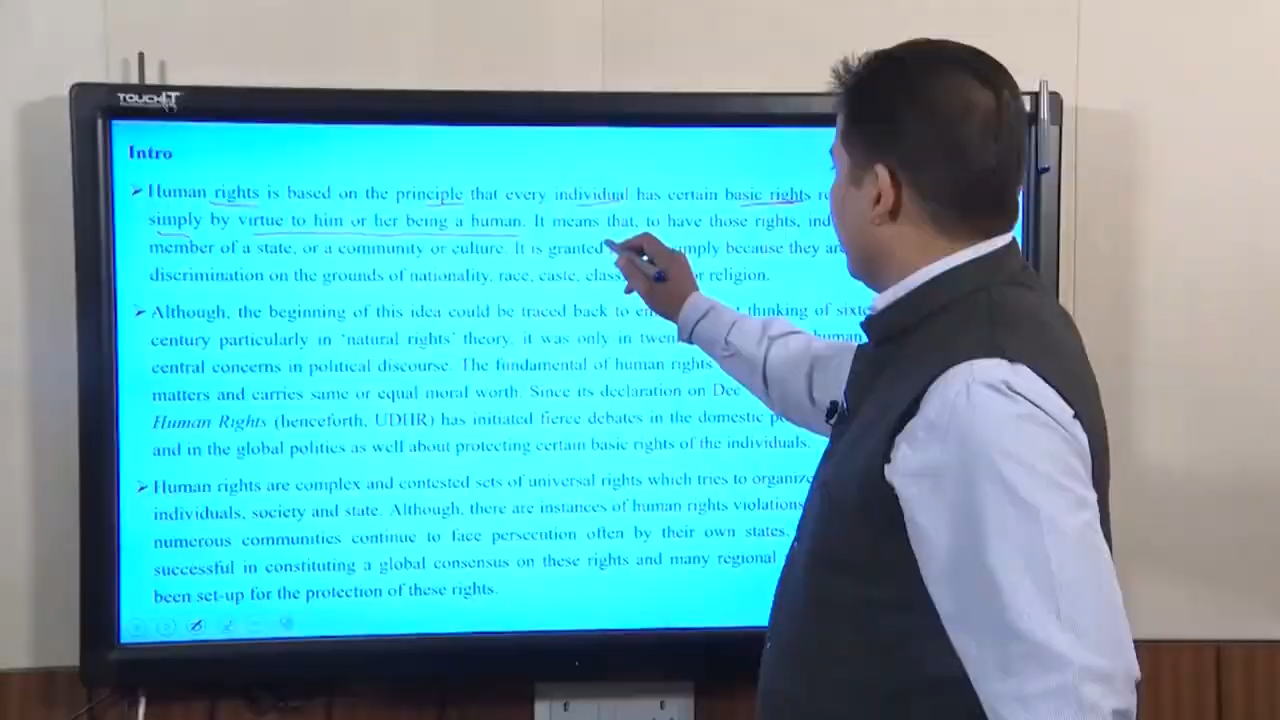 TOUCHIT
Intro
➢ Human rights is based on the principle that every individual has certain basic rights
simply by virtue to him or her being a human. It means that, to have those rights,
member of a state, or a community or culture. It is granted simply because they are
discrimination on the grounds of nationality, race, caste, or religion.
➢ Although, the beginning of this idea could be traced back to thinking of
century particularly in ‘natural rights’ theory, it was only in human
central concerns in political discourse. The fundamental of human rights
matters and carries same or equal moral worth. Since its declaration on Dec
Human Rights (henceforth, UDHR) has initiated fierce debates in the domestic
and in the global politics as well about protecting certain basic rights of the individuals.
➢ Human rights are complex and contested sets of universal rights which tries to
individuals, society and state. Although, there are instances of human rights violations
numerous communities continue to face persecution often by their own states,
successful in constituting a global consensus on these rights and many regional
been set-up for the protection of these rights.